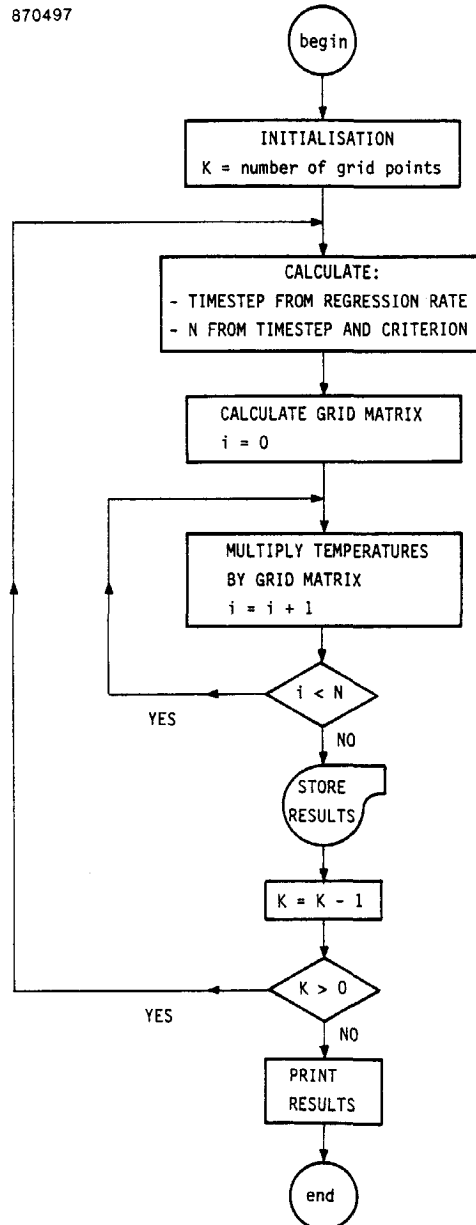 870497
begin
INITIALISATION
K = number of grid points
CALCULATE:
- TIMESTEP FROM REGRESSION RATE
- N FROM TIMESTEP AND CRITERION
CALCULATE GRID MATRIX
i = 0
MULTIPLY TEMPERATURES
BY GRID MATRIX
i = i + 1
i < N
YES
NO
STORE
RESULTS
K = K - 1
K > 0
YES
NO
PRINT
RESULTS
end